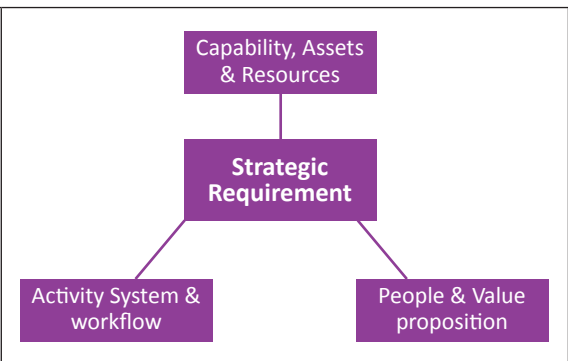 Capability, Assets
& Resources
Strategic
Requirement
Activity System &
workflow
People & Value
proposition